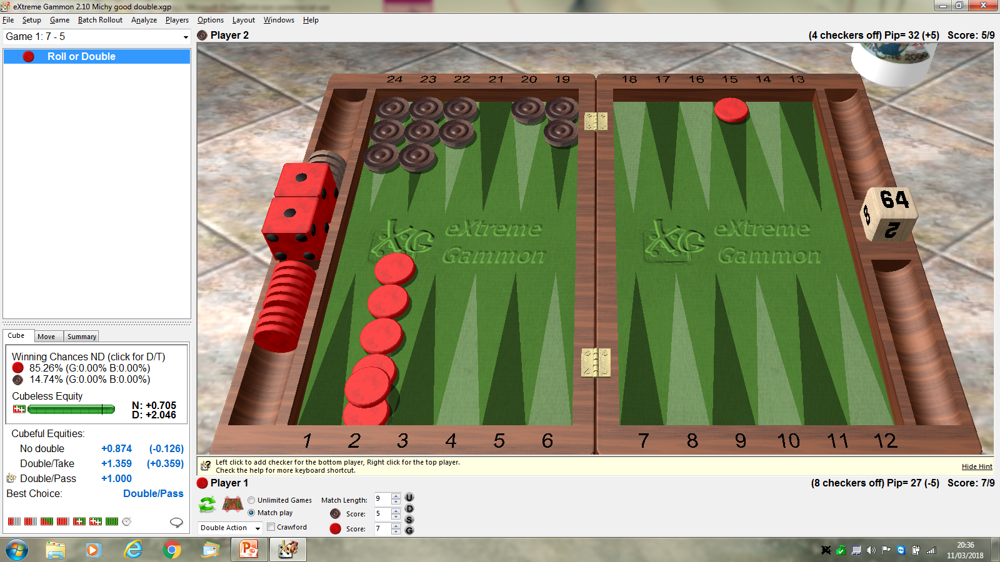 eXtreme Gammon 2.10 Michy good double.xgp
File Setup Game Batch Rollout Analyze Players Options Layout Windows Help
Game 1: 7 - 5
Player 2
(4 checkers off) Pip= 32 (+5) Score: 5/9
Roll or Double
24 23 22 21 20 19 18 17 16 15 14 13
64
8
2
eXtreme
Gammon
eXtreme
Gammon
XG
XG
1 2 3 4 5 6 7 8 9 10 11 12
Cube Move Summary
Winning Chances ND (click for D/T)
85.26% (G:0.00% B:0.00%)
14.74% (G:0.00% B:0.00%)
Cubeless Equity
N: +0.705
D: +2.046
Cubeful Equities:
No double +0.874 (-0.126)
Double/Take +1.359 (+0.359)
Double/Pass +1.000
Best Choice: Double/Pass
Left click to add checker for the bottom player, Right click for the top player.
Check the help for more keyboard shortcut.
Hide Hint
Player 1
(8 checkers off) Pip= 27 (-5) Score: 7/9
Unlimited Games
Match play
Match Length: 9
Score: 5
Score: 7
U
D
S
G
Double Action
Crawford
20:36
11/03/2018